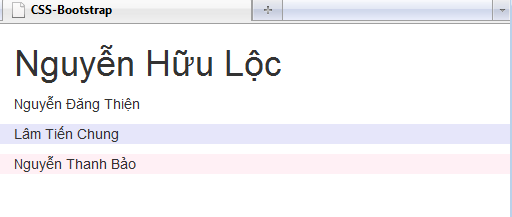 CSS-Bootstrap
Nguyễn Hữu Lộc
Nguyễn Đăng Thiện
Lâm Tiến Chung
Nguyễn Thanh Bảo